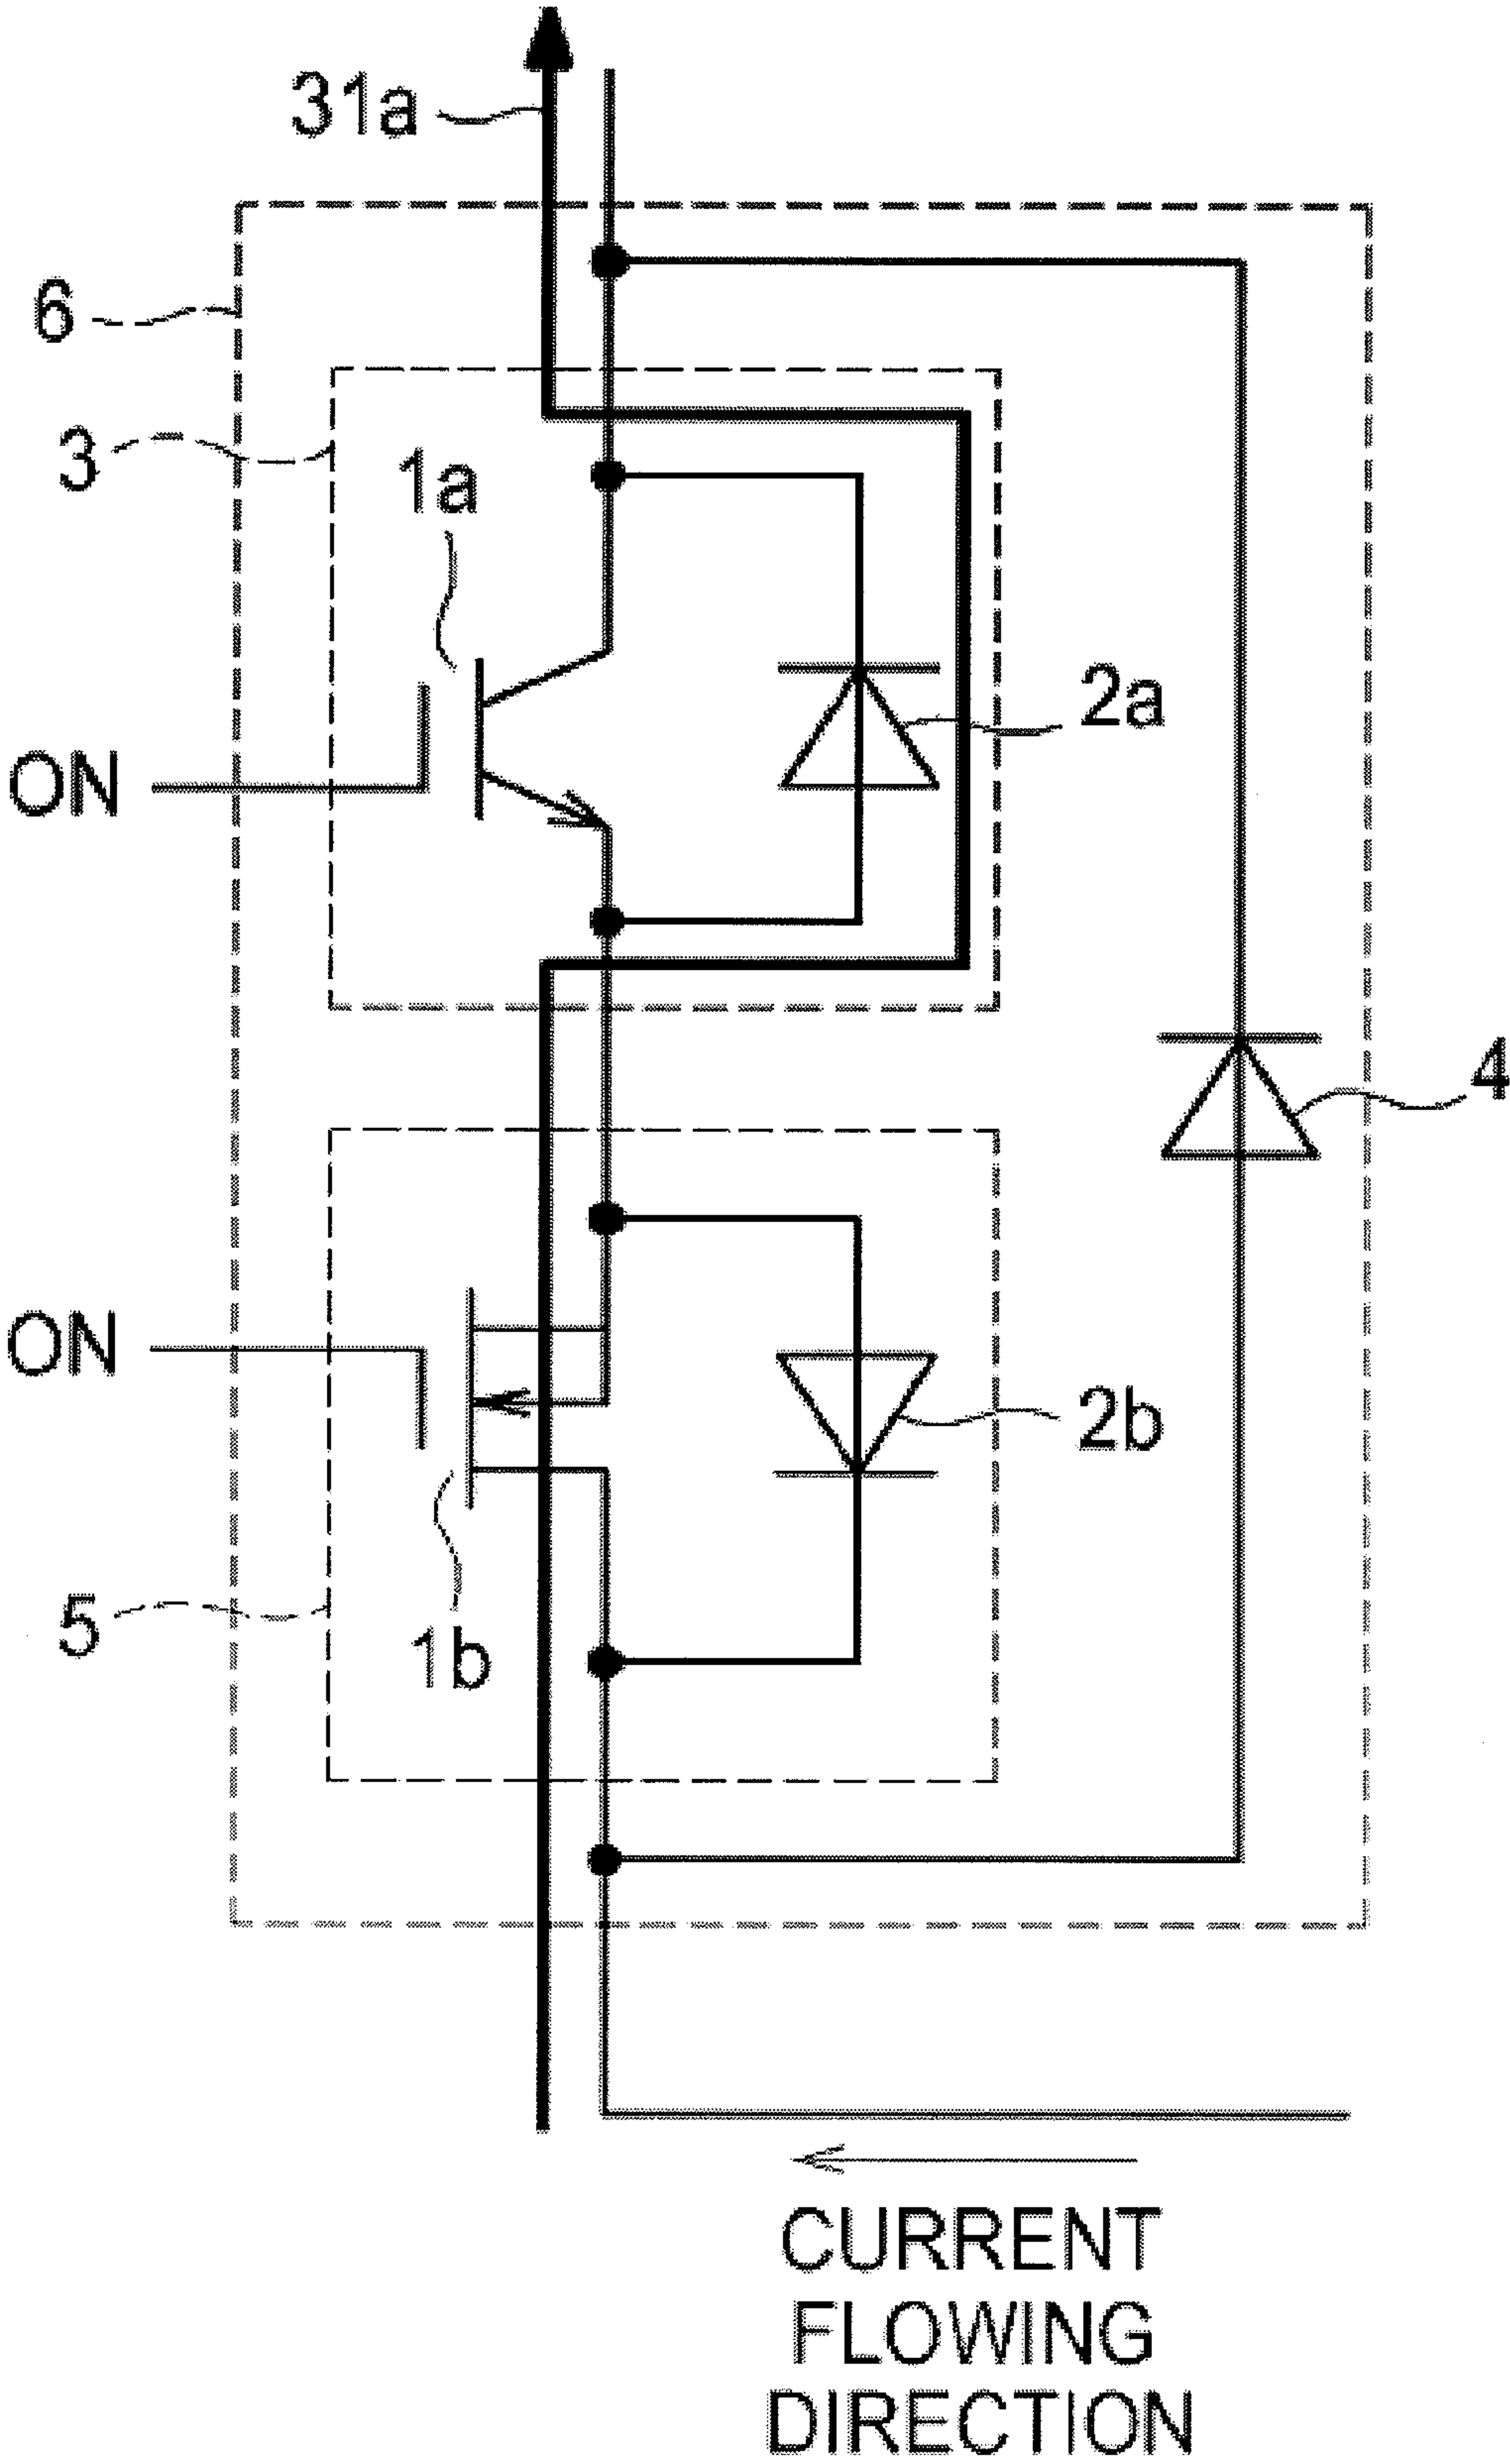 31a
6
3
1a
2a
ON
4
ON
2b
5
1b
CURRENT
FLOWING
DIRECTION